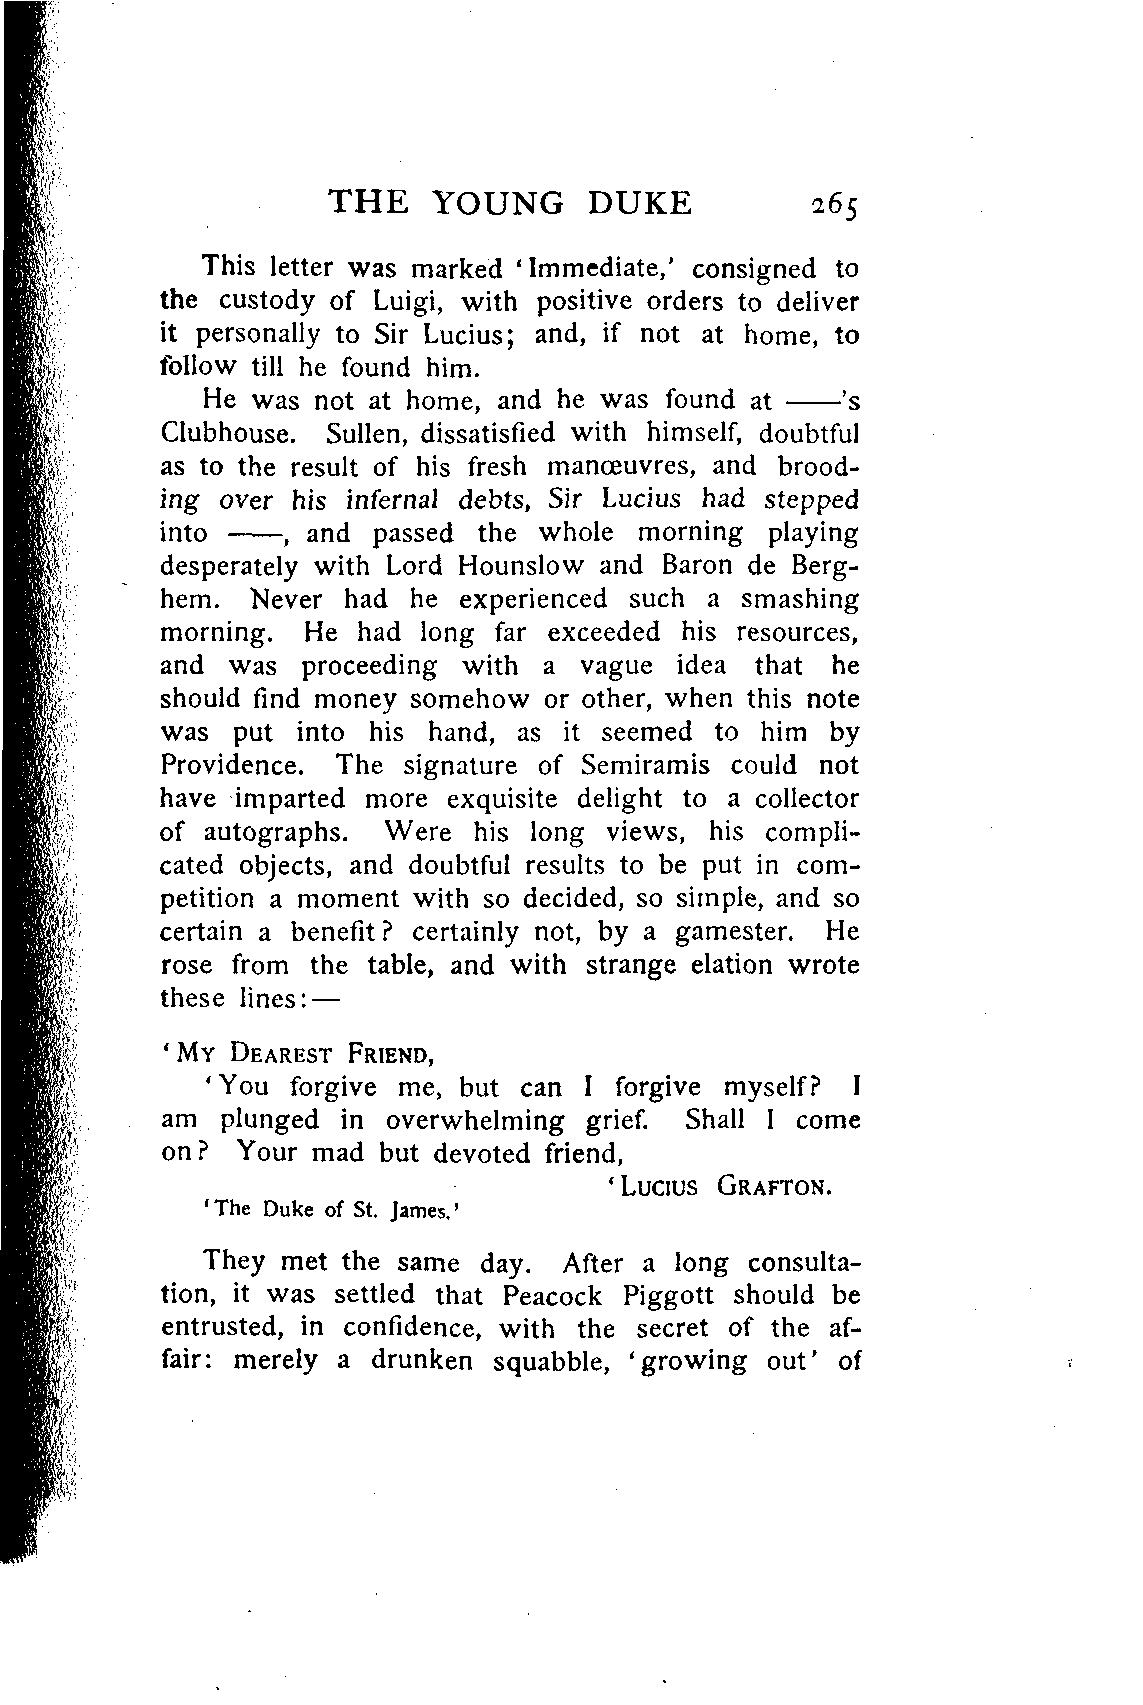 THE YOUNG DUKE 265
This letter was marked ‘Immediate,’ consigned to
the custody of Luigi, with positive orders to deliver
it personally to Sir Lucius; and, if not at home, to
follow till he found him.
He was not at home, and he was found at ——’s
Clubhouse. Sullen, dissatisfied with himself, doubtful
as to the result of his fresh manœuvres, and brood-
ing over his infernal debts, Sir Lucius had stepped
into ——, and passed the whole morning playing
desperately with Lord Hounslow and Baron de Berg-
hem. Never had he experienced such a smashing
morning. He had long far exceeded his resources,
and was proceeding with a vague idea that he
should find money somehow or other, when this note
was put into his hand, as it seemed to him by
Providence. The signature of Semiramis could not
have imparted more exquisite delight to a collector
of autographs. Were his long views, his compli-
cated objects, and doubtful results to be put in com-
petition a moment with so decided, so simple, and so
certain a benefit? certainly not, by a gamester. He
rose from the table, and with strange elation wrote
these lines:—
‘MY DEAREST FRIEND,
‘You forgive me, but can I forgive myself? I
am plunged in overwhelming grief. Shall I come
on? Your mad but devoted friend,
‘LUCIUS GRAFTON.
‘The Duke of St. James.’
They met the same day. After a long consulta-
tion, it was settled that Peacock Piggott should be
entrusted, in confidence, with the secret of the af-
fair: merely a drunken squabble, ‘growing out’ of